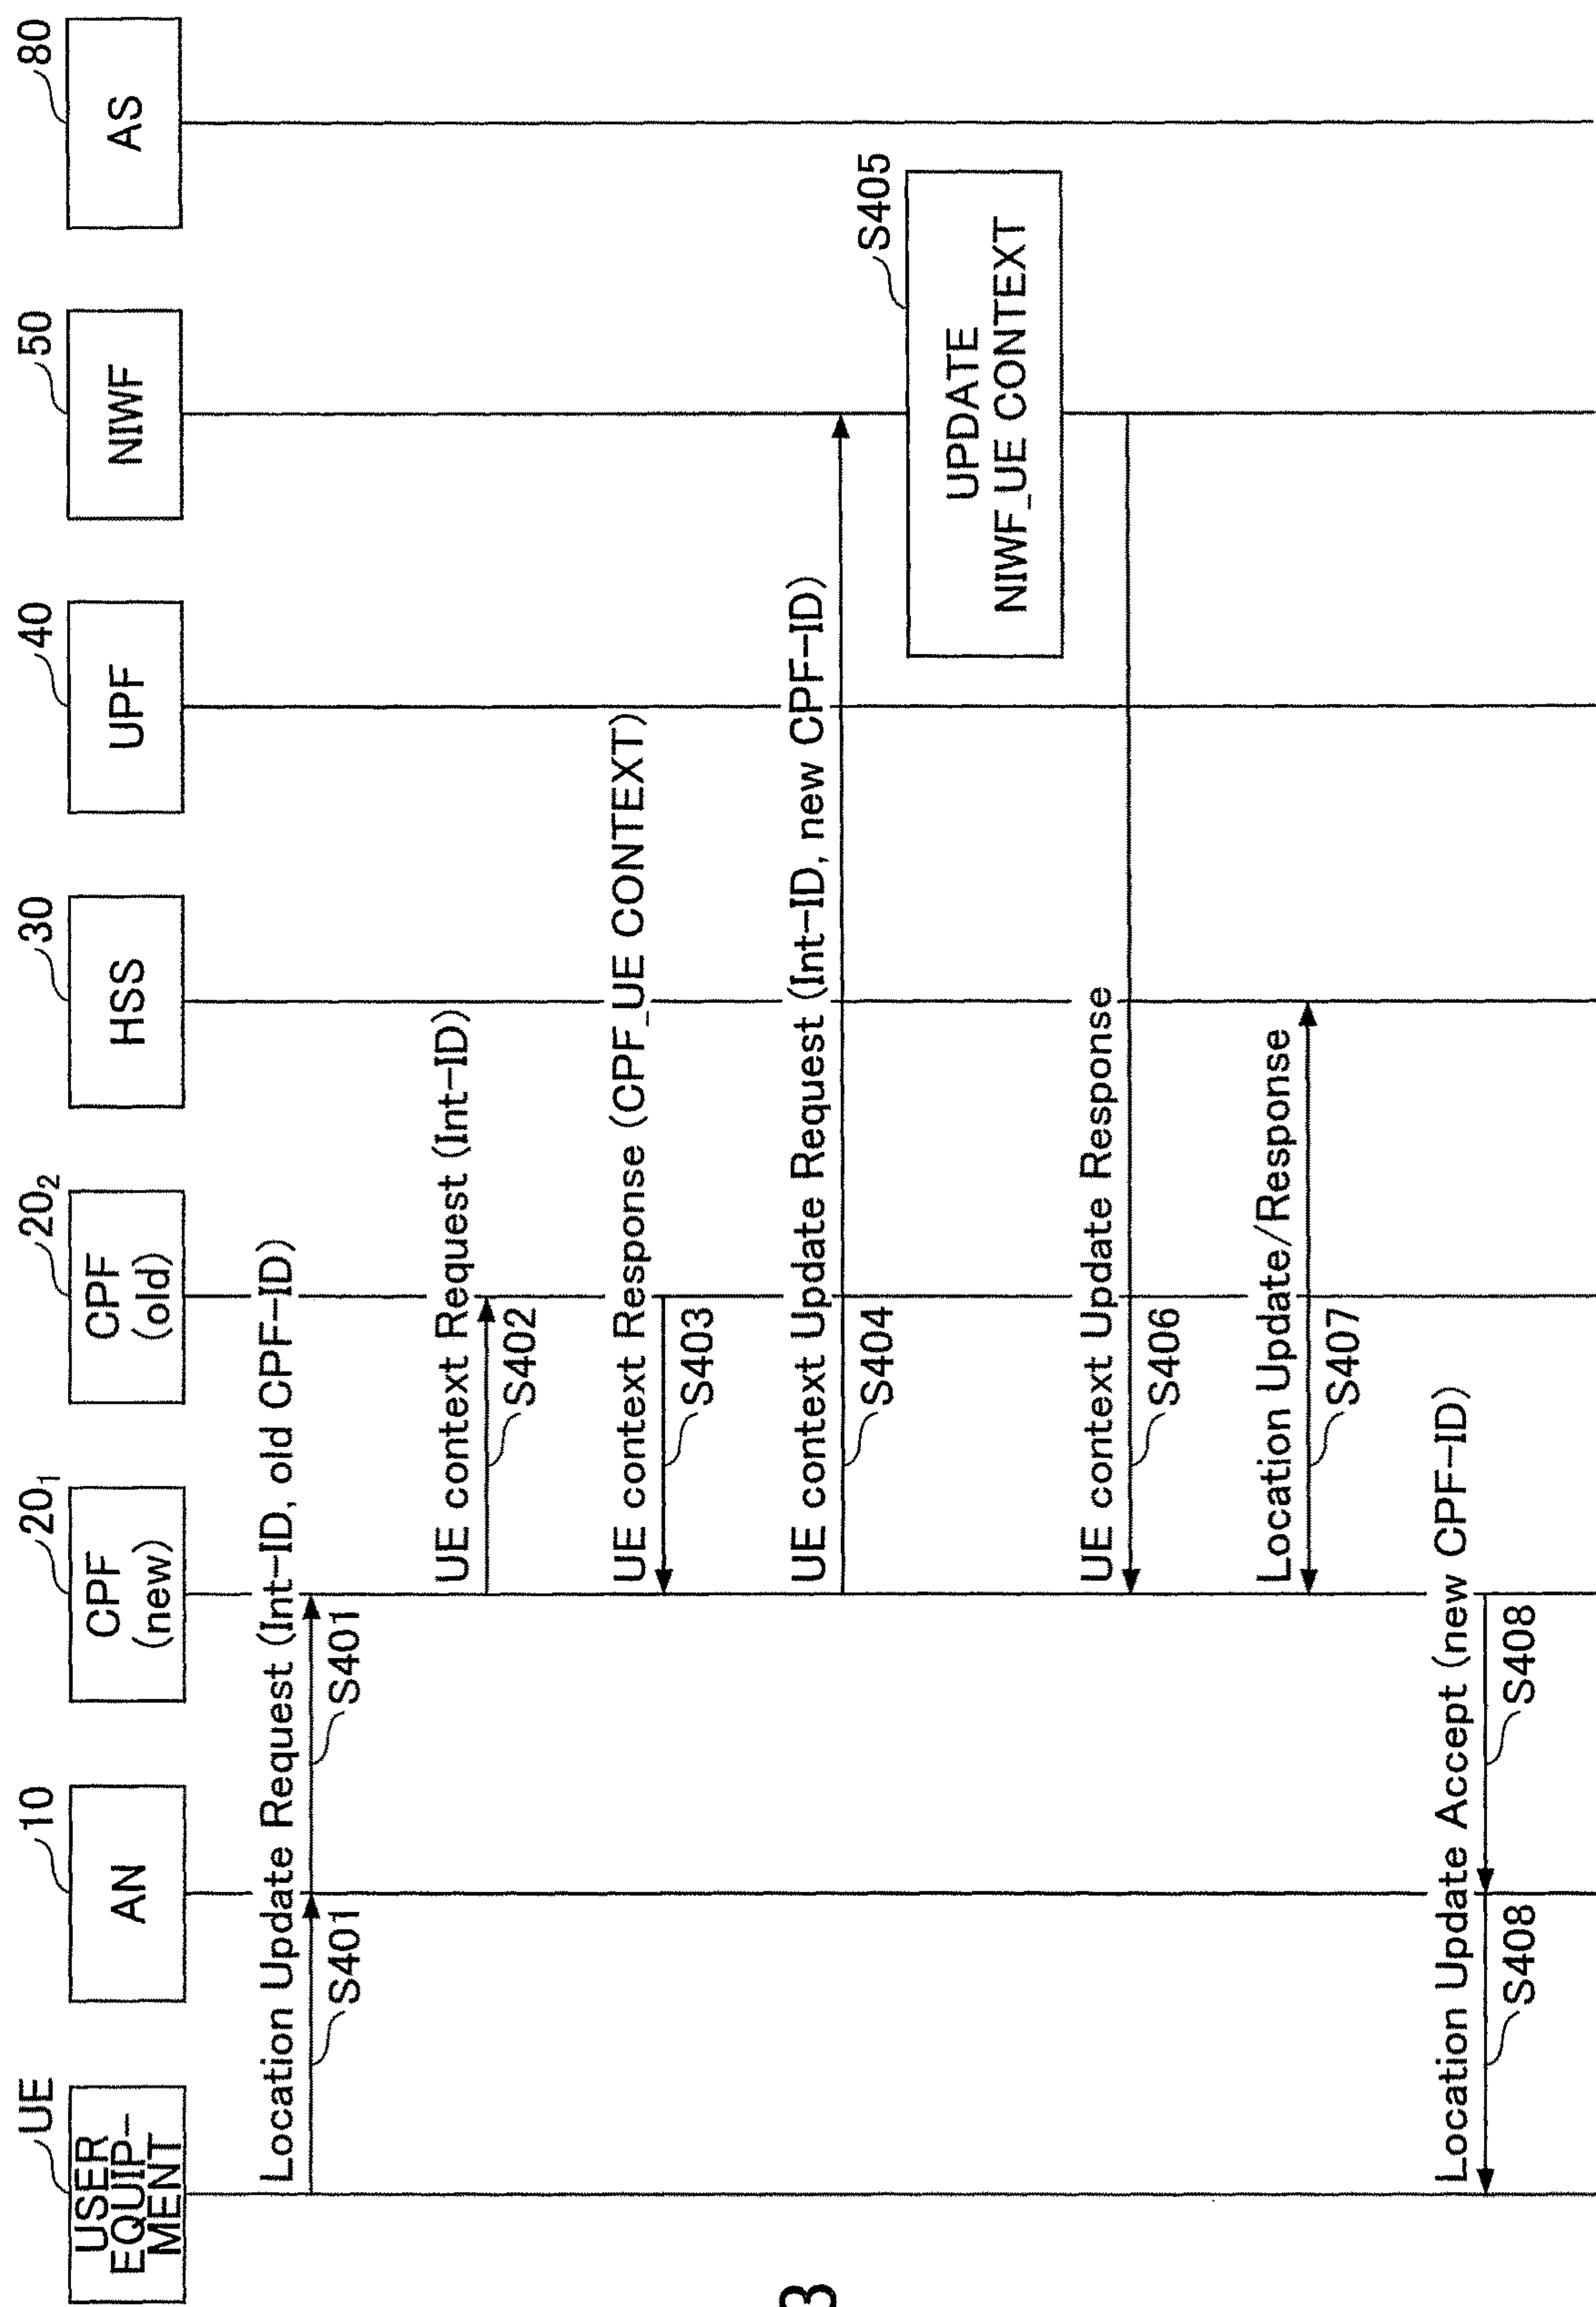 UE
USER
EQUIP-
MENT
10
AN
20₁
CPF
(new)
20₂
CPF
(old)
30
HSS
40
UPF
50
NIWF
80
AS
Location Update Request (Int-ID, old CPF-ID)
S401
S401
UE context Request (Int-ID)
S402
UE context Response (CPF_UE CONTEXT)
S403
UE context Update Request (Int-ID, new CPF-ID)
S404
S405
UPDATE
NIWF_UE CONTEXT
UE context Update Response
S406
Location Update/Response
S407
Location Update Accept (new CPF-ID)
S408
S408
3